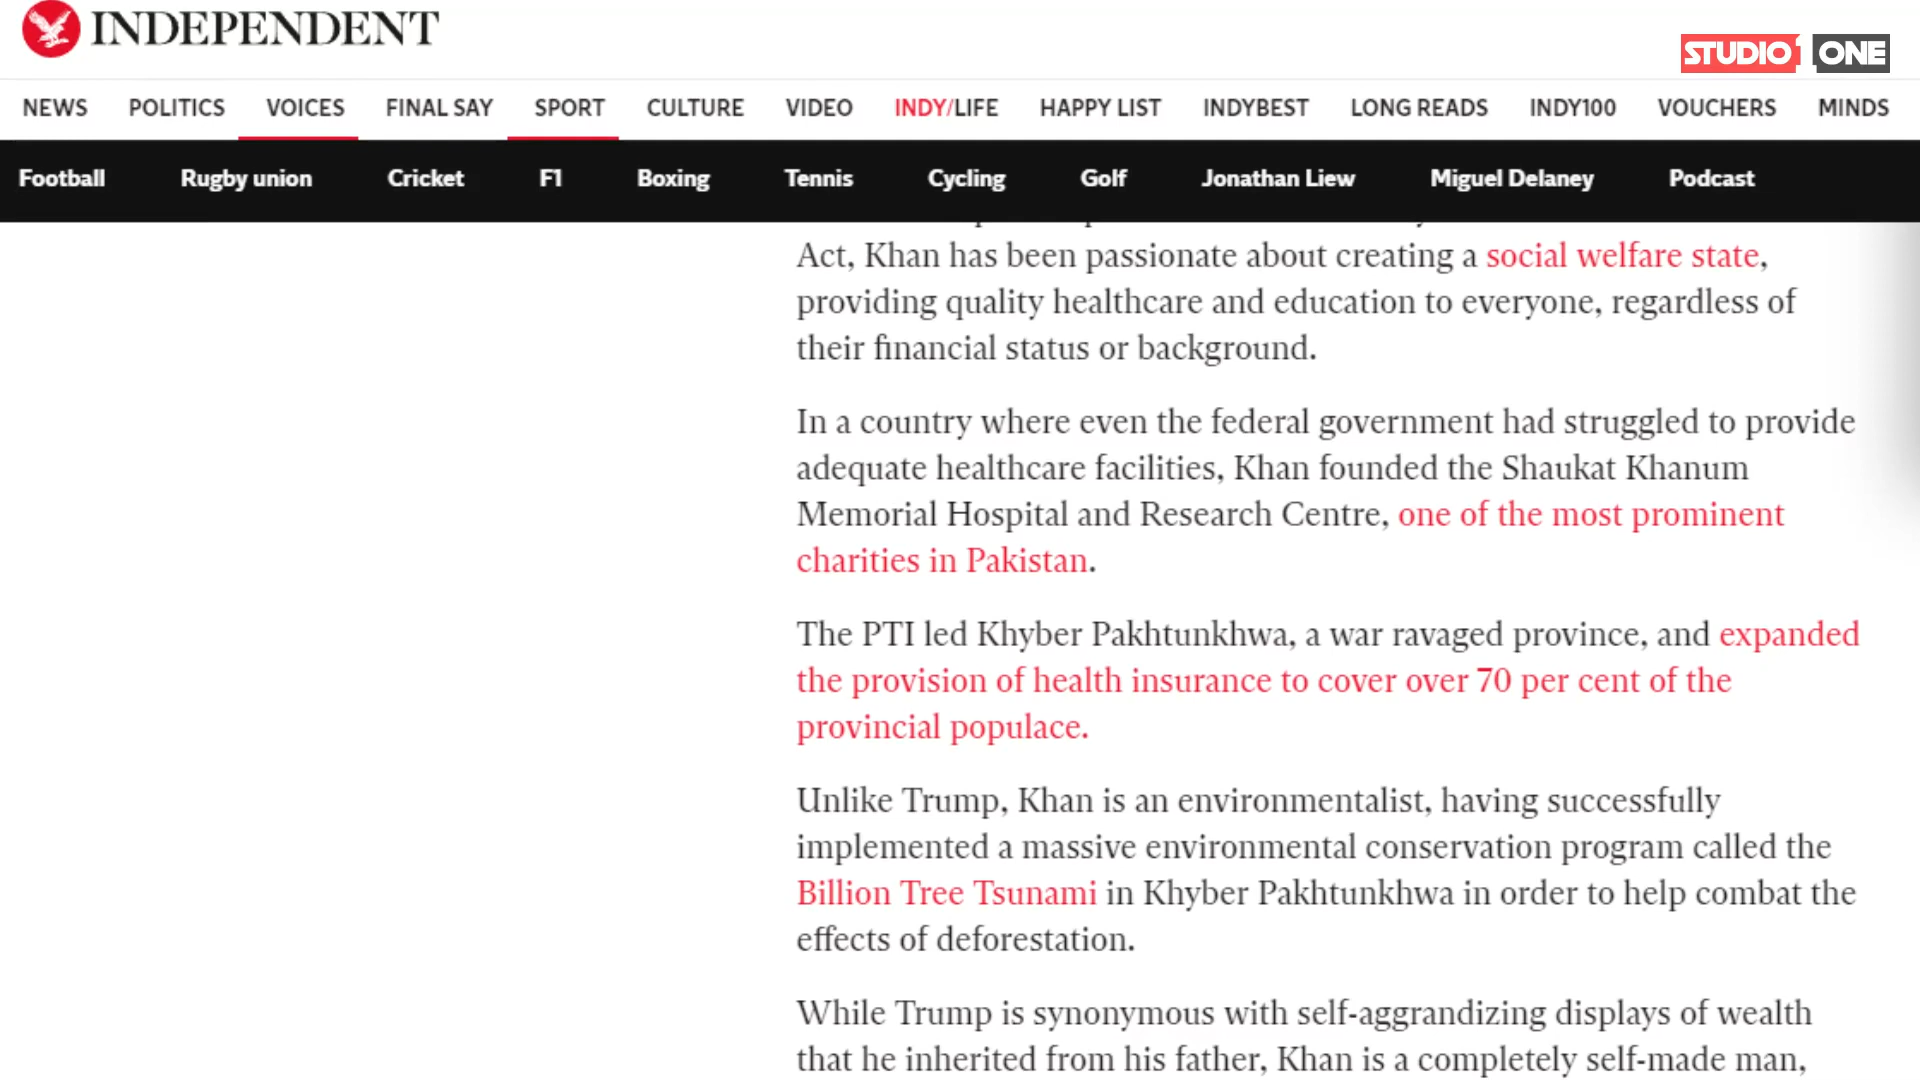 INDEPENDENT
STUDIO 1 ONE
NEWS POLITICS VOICES FINAL SAY SPORT CULTURE VIDEO INDY/LIFE HAPPY LIST INDYBEST LONG READS INDY100 VOUCHERS MINDS
Football Rugby union Cricket F1 Boxing Tennis Cycling Golf Jonathan Liew Miguel Delaney Podcast
Act, Khan has been passionate about creating a social welfare state,
providing quality healthcare and education to everyone, regardless of
their financial status or background.
In a country where even the federal government had struggled to provide
adequate healthcare facilities, Khan founded the Shaukat Khanum
Memorial Hospital and Research Centre, one of the most prominent
charities in Pakistan.
The PTI led Khyber Pakhtunkhwa, a war ravaged province, and expanded
the provision of health insurance to cover over 70 per cent of the
provincial populace.
Unlike Trump, Khan is an environmentalist, having successfully
implemented a massive environmental conservation program called the
Billion Tree Tsunami in Khyber Pakhtunkhwa in order to help combat the
effects of deforestation.
While Trump is synonymous with self-aggrandizing displays of wealth
that he inherited from his father, Khan is a completely self-made man,